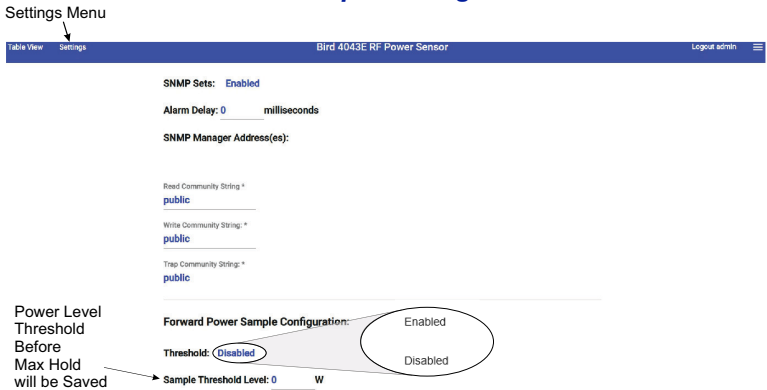 Settings Menu
Table View Settings Bird 4043E RF Power Sensor Logout admin
SNMP Sets: Enabled
Alarm Delay: 0 milliseconds
SNMP Manager Address(es):
Read Community String *
public
Write Community String: *
public
Trap Community String: *
public
Power Level
Threshold
Before
Max Hold
will be Saved
Forward Power Sample Configuration:
Enabled
Disabled
Threshold: Disabled
Sample Threshold Level: 0 W